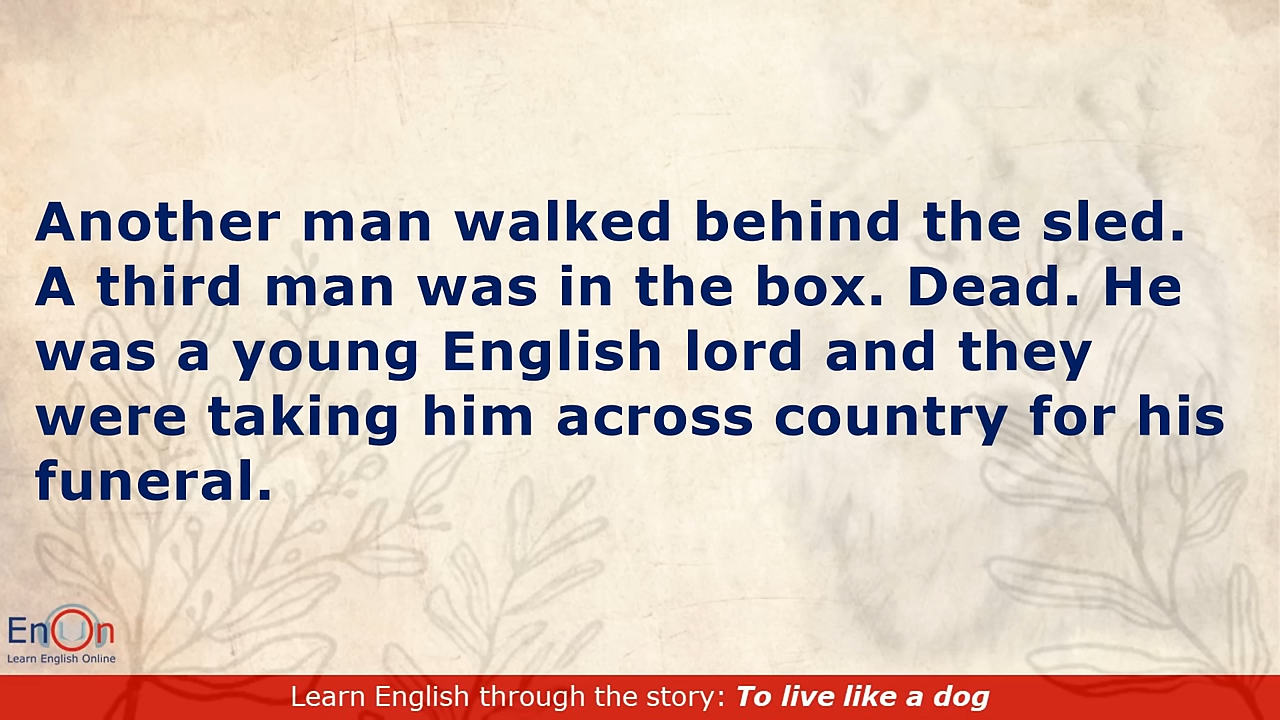 Another man walked behind the sled.
A third man was in the box. Dead. He
was a young English lord and they
were taking him across country for his
funeral.
EnOn
Learn English Online
Learn English through the story: To live like a dog